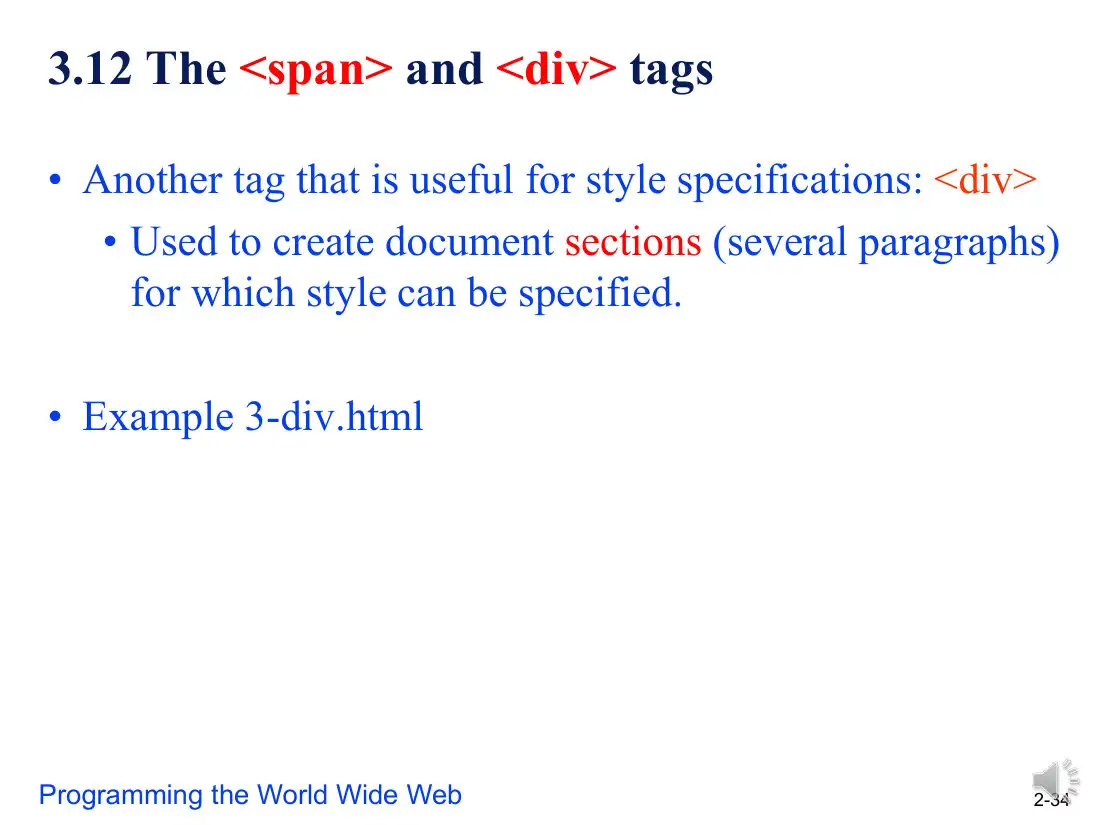 3.12 The <span> and <div> tags
• Another tag that is useful for style specifications: <div>
• Used to create document sections (several paragraphs)
for which style can be specified.
• Example 3-div.html
Programming the World Wide Web
2-34